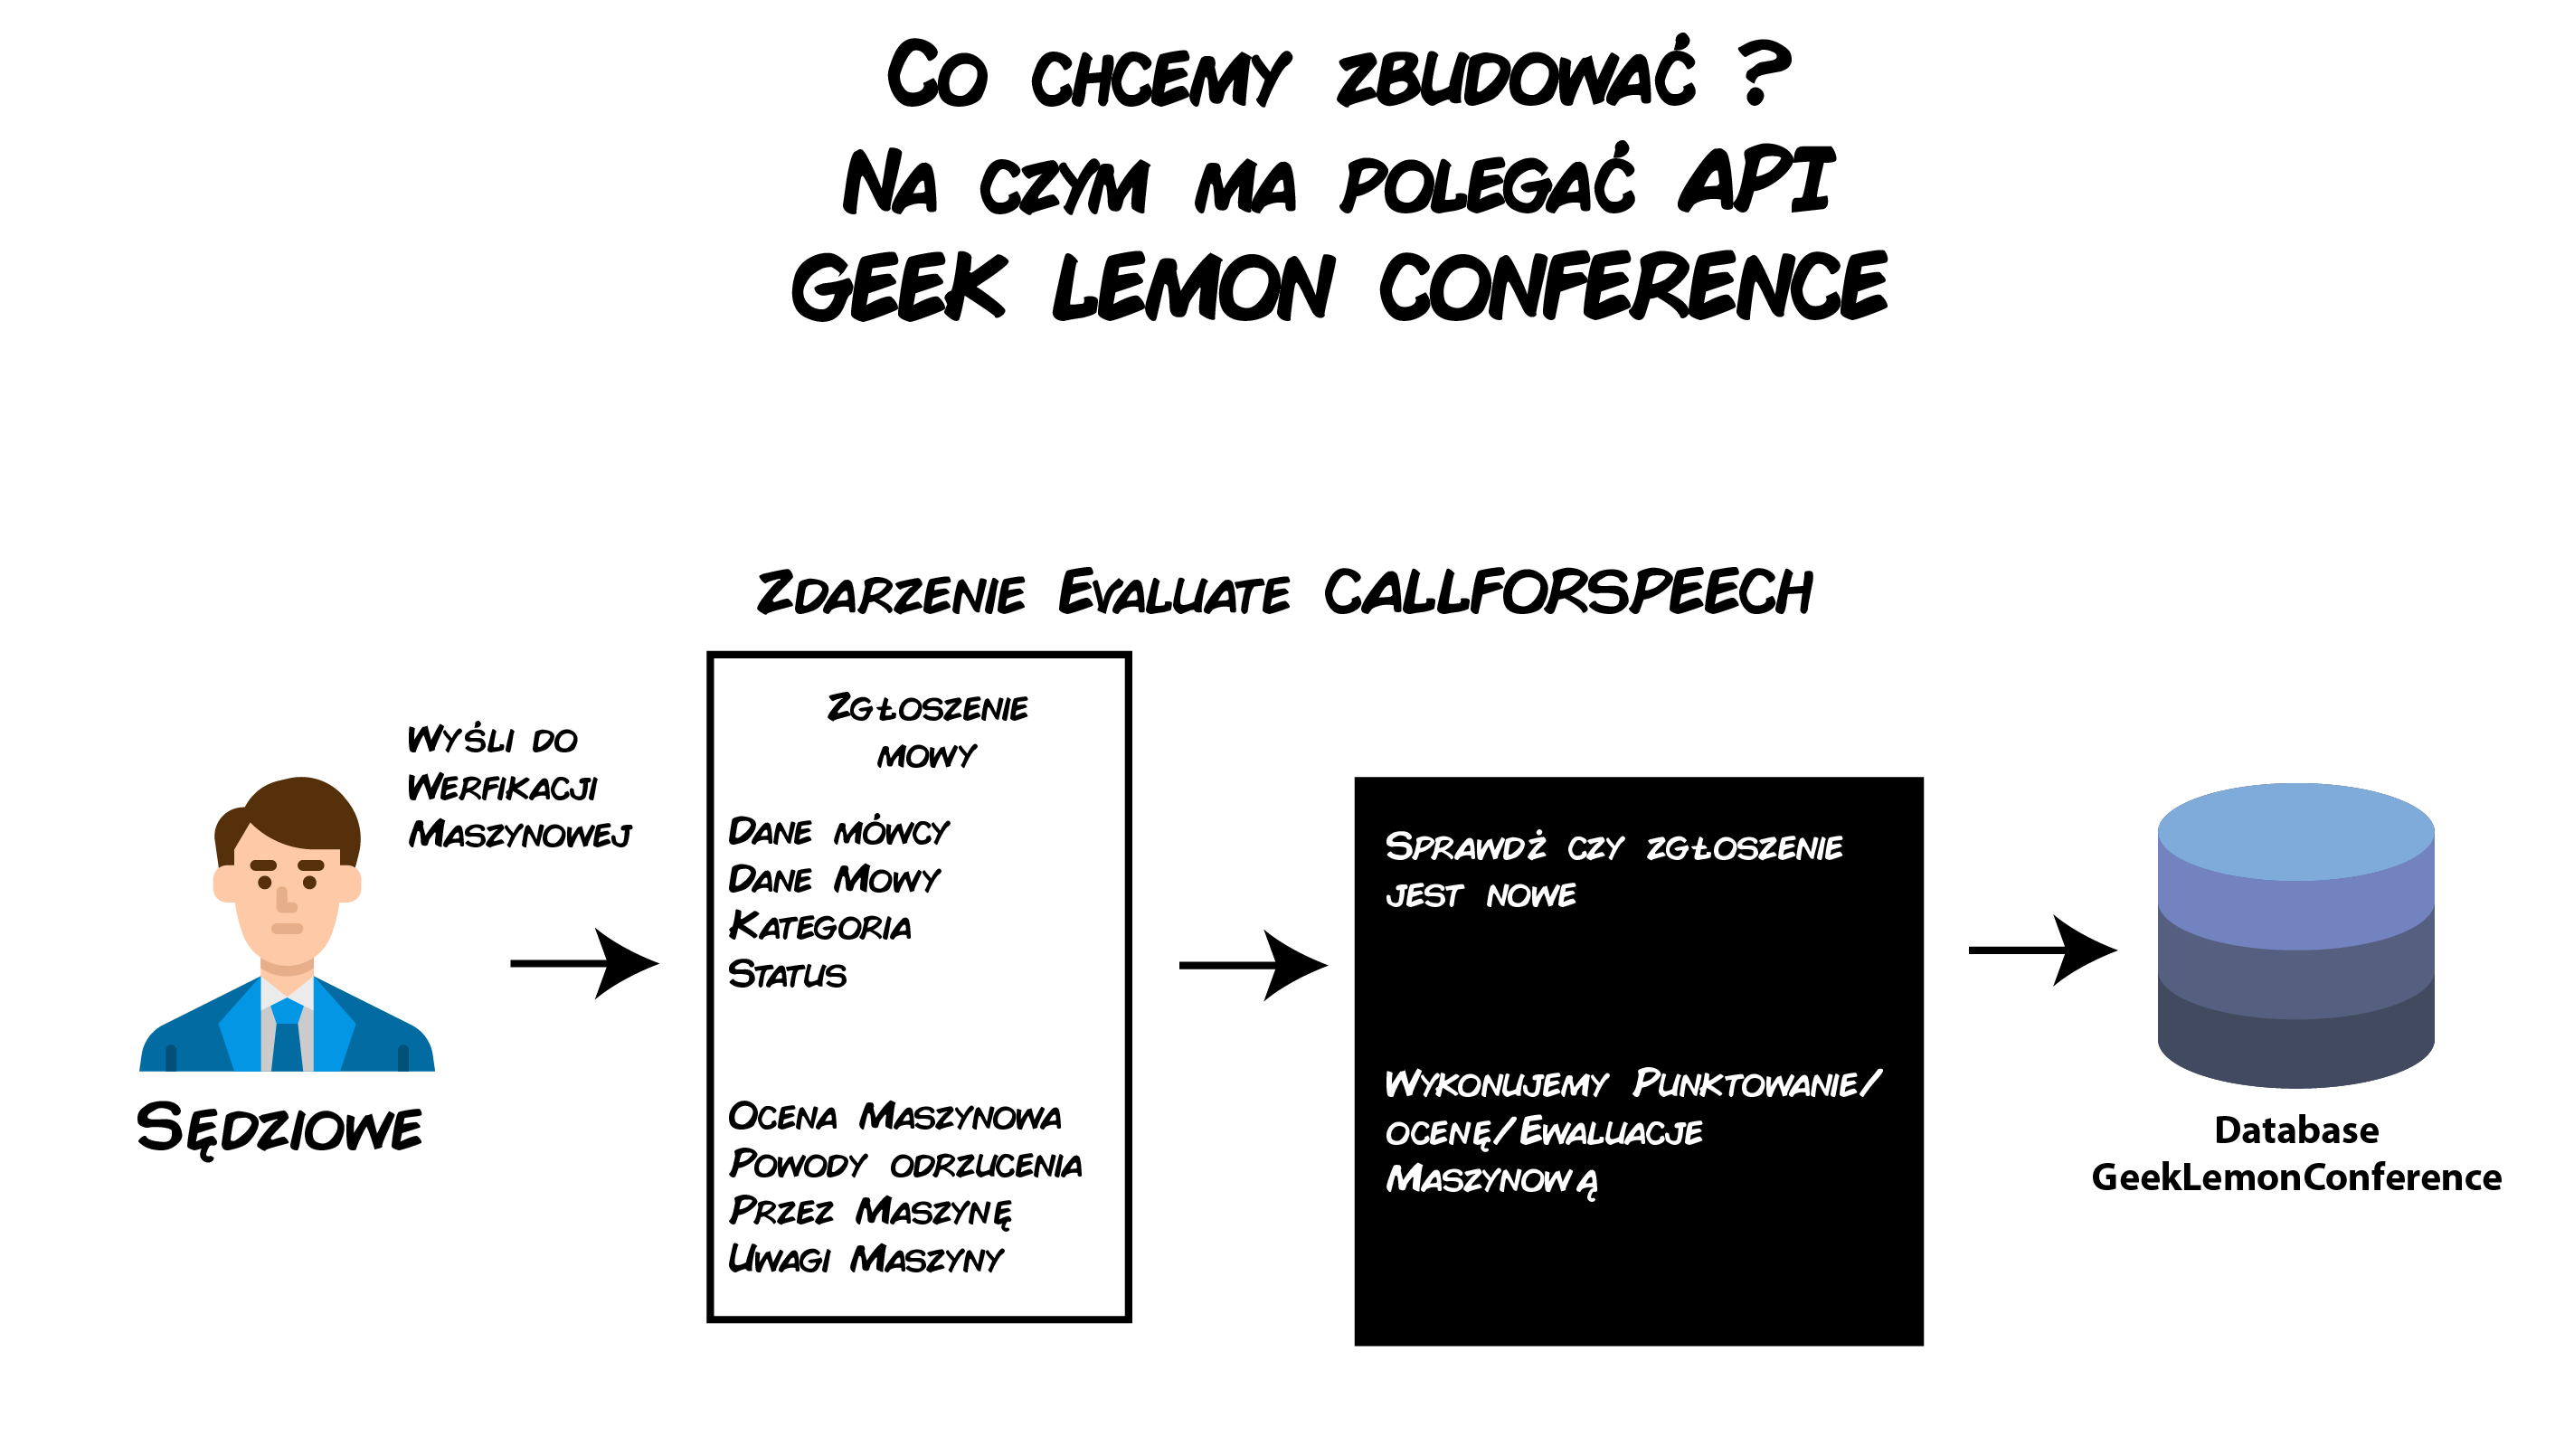 Co chcemy zbudować ?
Na czym ma polegać API
GEEK LEMON CONFERENCE
Zdarzenie Evaluate CALLFORSPEECH
Wyśli do
Werfikacji
Maszynowej
Sędziowe
Zgłoszenie
mowy
Dane mówcy
Dane Mowy
Kategoria
Status
Ocena Maszynowa
Powody odrzucenia
Przez Maszynę
Uwagi Maszyny
Sprawdż czy zgłoszenie
jest nowe
Wykonujemy Punktowanie/
ocenę/Ewaluacje
Maszynową
Database
GeekLemonConference